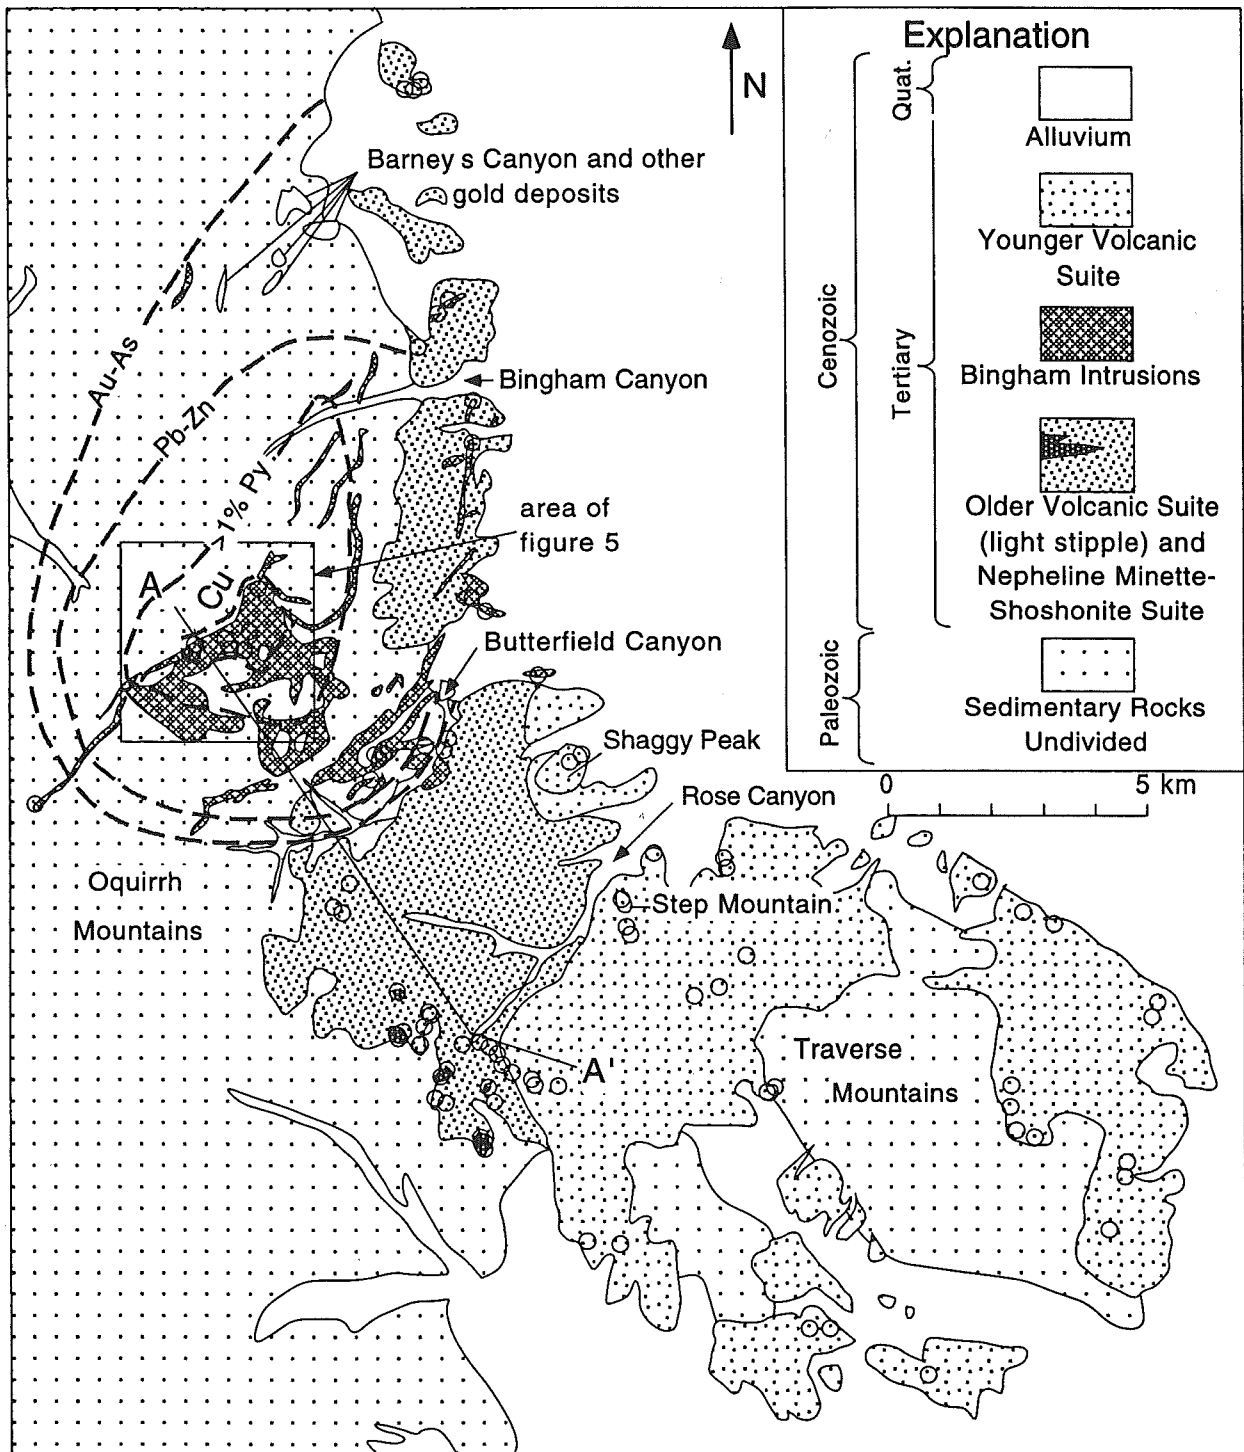 Explanation
Quat.
Alluvium
Younger Volcanic
Suite
Bingham Intrusions
Older Volcanic Suite
(light stipple) and
Nepheline Minette-
Shoshonite Suite
Sedimentary Rocks
Undivided
Cenozoic
Tertiary
Paleozoic
N
0
5 km
Barney s Canyon and other
gold deposits
Au-As
Pb-Zn
>1% Py
Cu
A
Bingham Canyon
area of
figure 5
Butterfield Canyon
Shaggy Peak
Rose Canyon
Step Mountain
Oquirrh
Mountains
A'
Traverse
Mountains